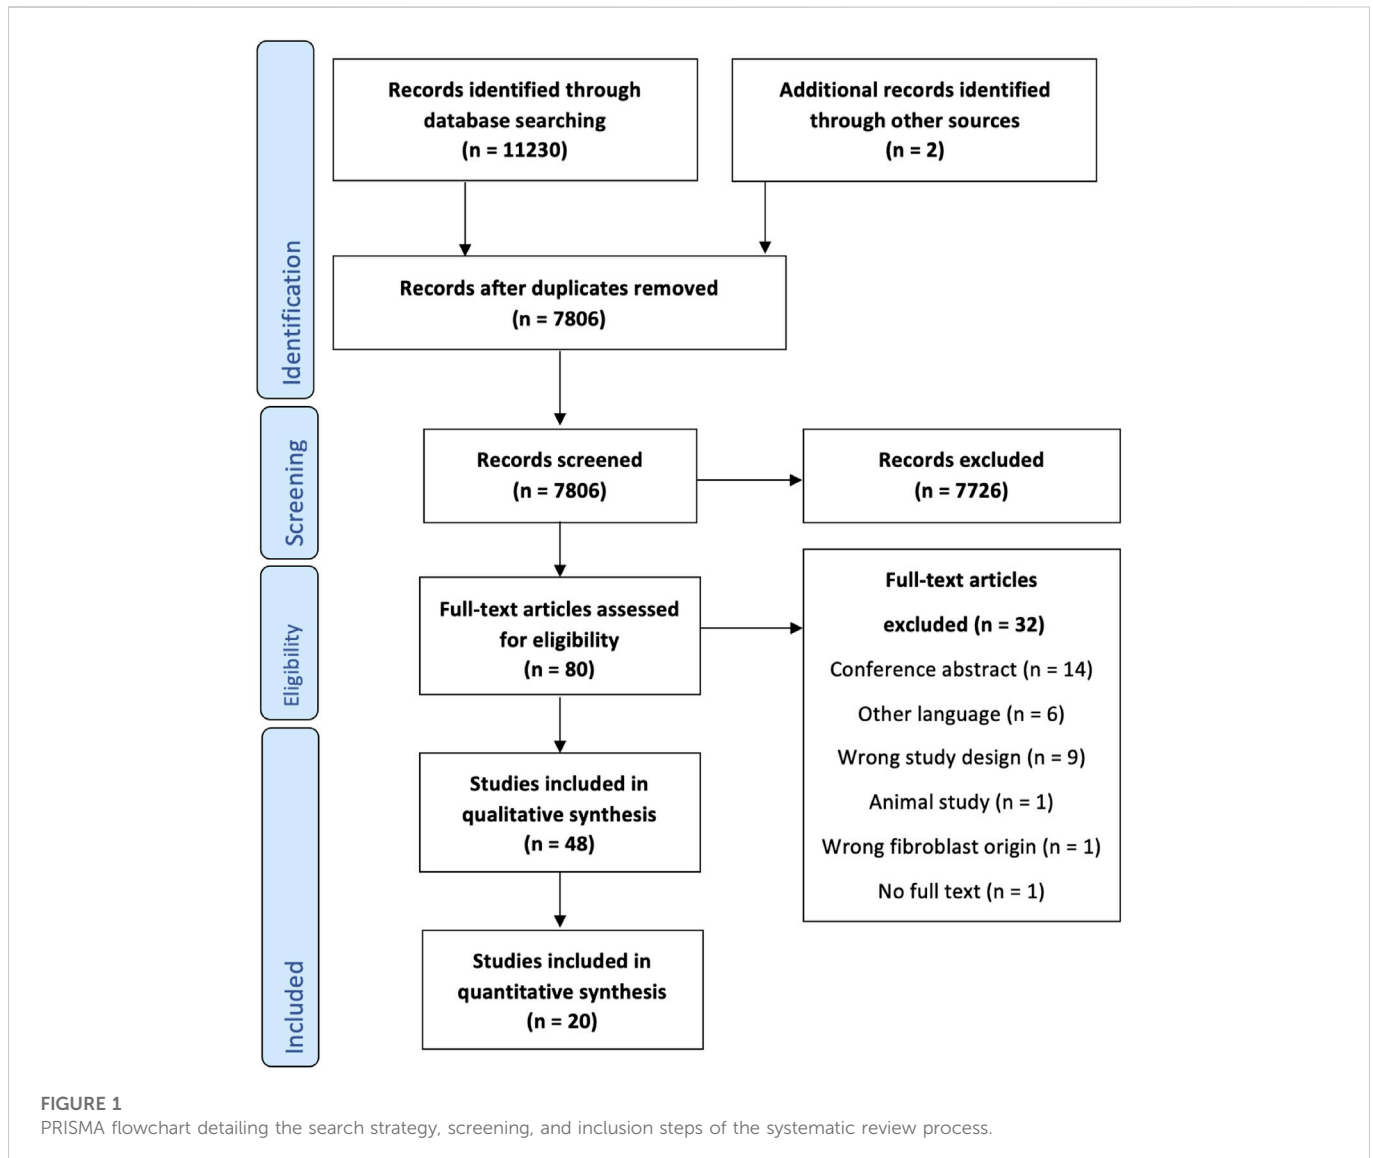 Identification
Records identified through
database searching
(n = 11230)
Additional records identified
through other sources
(n = 2)
Records after duplicates removed
(n = 7806)
Screening
Records screened
(n = 7806)
Records excluded
(n = 7726)
Eligibility
Full-text articles assessed
for eligibility
(n = 80)
Full-text articles
excluded (n = 32)
Conference abstract (n = 14)
Other language (n = 6)
Wrong study design (n = 9)
Animal study (n = 1)
Wrong fibroblast origin (n = 1)
No full text (n = 1)
Included
Studies included in
qualitative synthesis
(n = 48)
Studies included in
quantitative synthesis
(n = 20)
FIGURE 1
PRISMA flowchart detailing the search strategy, screening, and inclusion steps of the systematic review process.